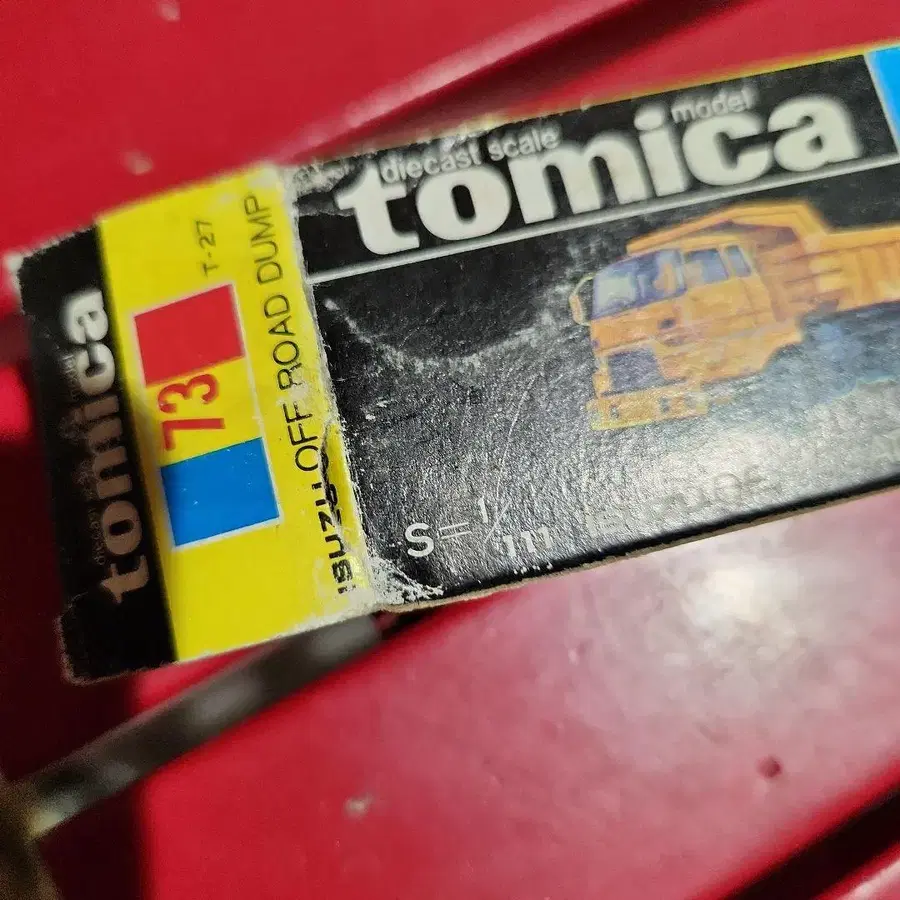 tomica
73
T-27
ISUZU OFF ROAD DUMP
diecast scale model
tomica
S=1/111